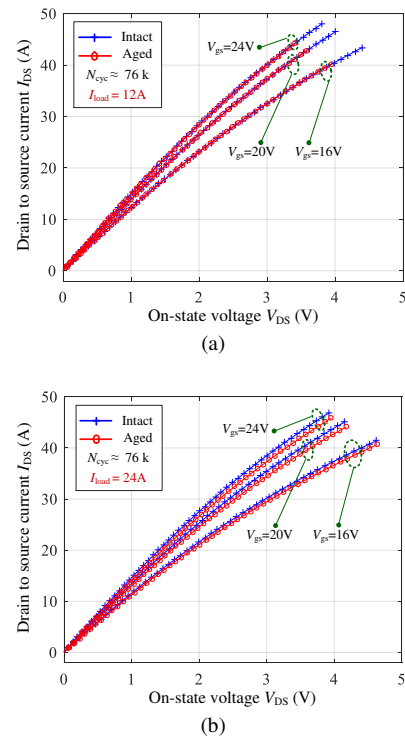 50
40
30
20
10
0
Drain to source current I_DS (A)
Intact
Aged
N_cyc ≈ 76 k
I_load = 12A
V_gs=24V
V_gs=20V
V_gs=16V
0 1 2 3 4 5
On-state voltage V_DS (V)
(a)
50
40
30
20
10
0
Drain to source current I_DS (A)
Intact
Aged
N_cyc ≈ 76 k
I_load = 24A
V_gs=24V
V_gs=20V
V_gs=16V
0 1 2 3 4 5
On-state voltage V_DS (V)
(b)